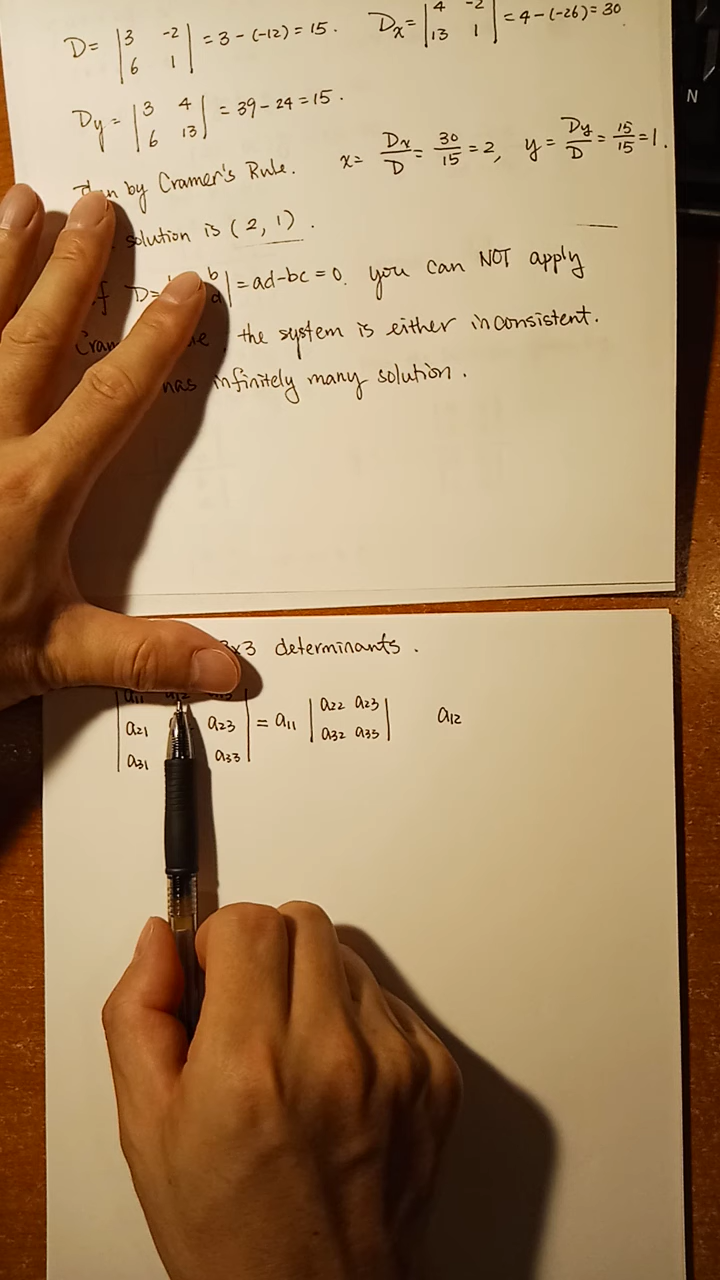 D= |3 -2| = 3-(-12) = 15. Dx= |4 -2| = 4-(-26) = 30
|6 1| |13 1|
Dy= |3 4| = 39-24 = 15.
|6 13|
by Cramer's Rule. x= Dx/D = 30/15 = 2, y= Dy/D = 15/15 = 1.
solution is (2, 1).
D= b| = ad-bc = 0. you can NOT apply
the system is either inconsistent.
has infinitely many solution.
3x3 determinants.
|a11 a12 | = a11 |a22 a23| a12
|a21 a23| |a32 a33|
|a31 a33|
N